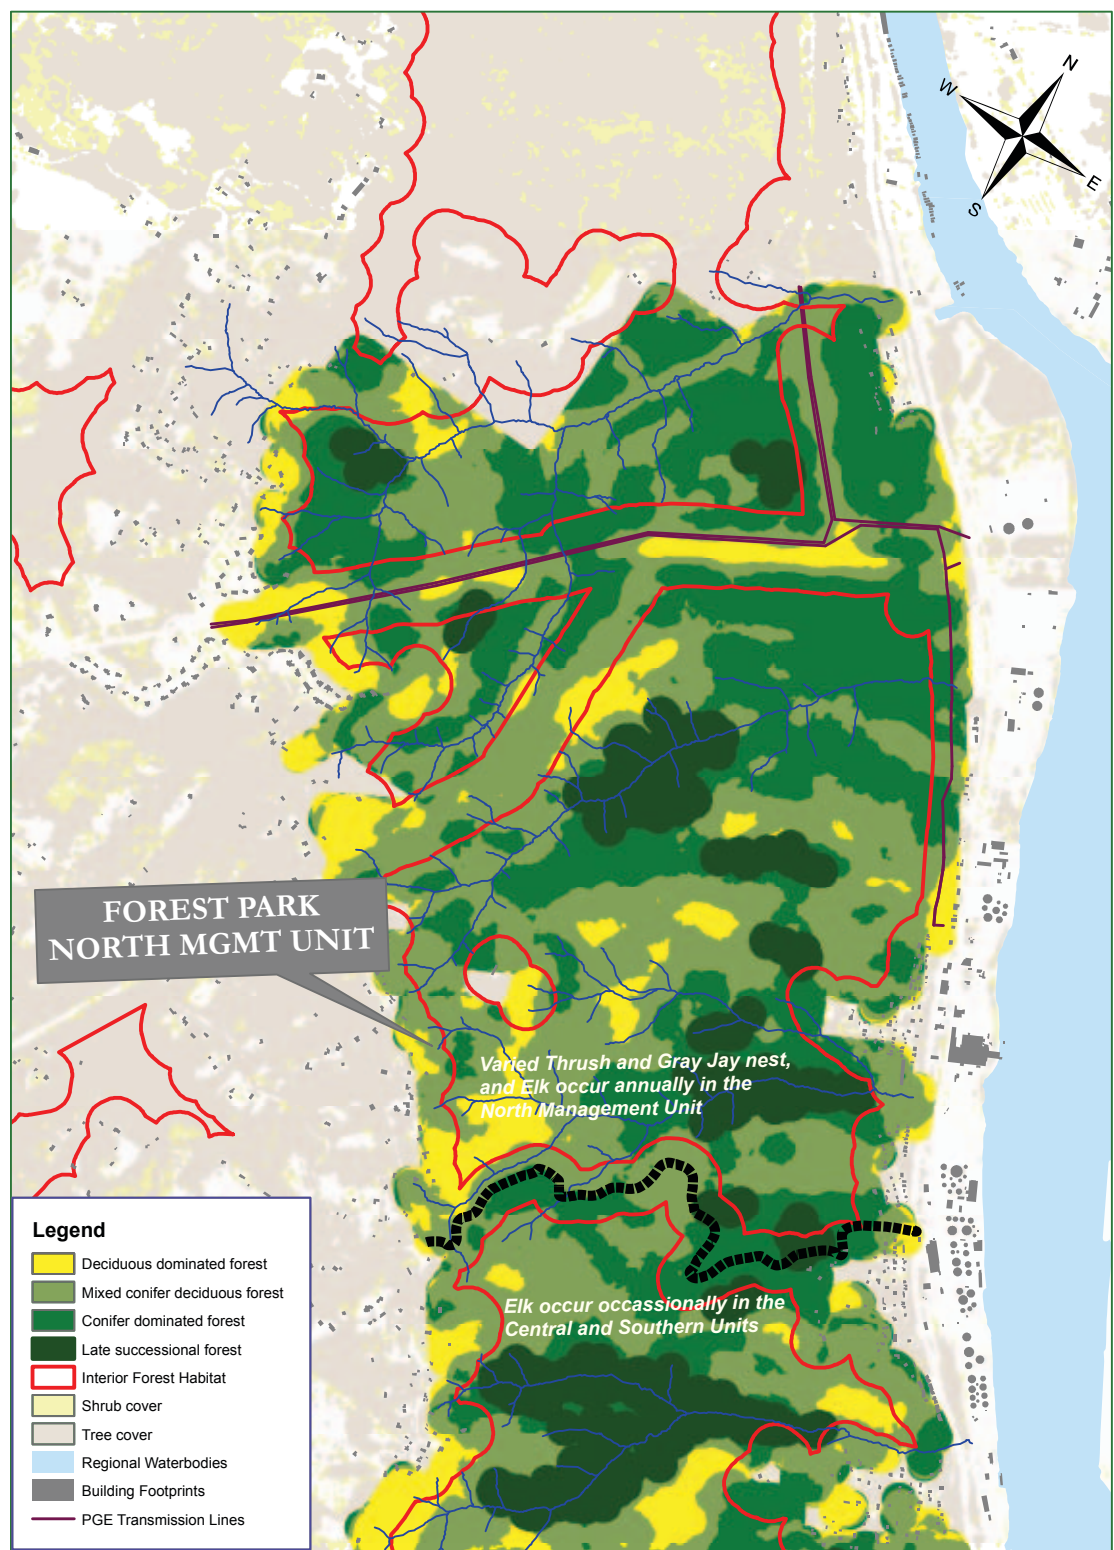 N
W
E
S
FOREST PARK
NORTH MGMT UNIT
Varied Thrush and Gray Jay nest,
and Elk occur annually in the
North Management Unit
Elk occur occassionally in the
Central and Southern Units
Legend
Deciduous dominated forest
Mixed conifer deciduous forest
Conifer dominated forest
Late successional forest
Interior Forest Habitat
Shrub cover
Tree cover
Regional Waterbodies
Building Footprints
PGE Transmission Lines